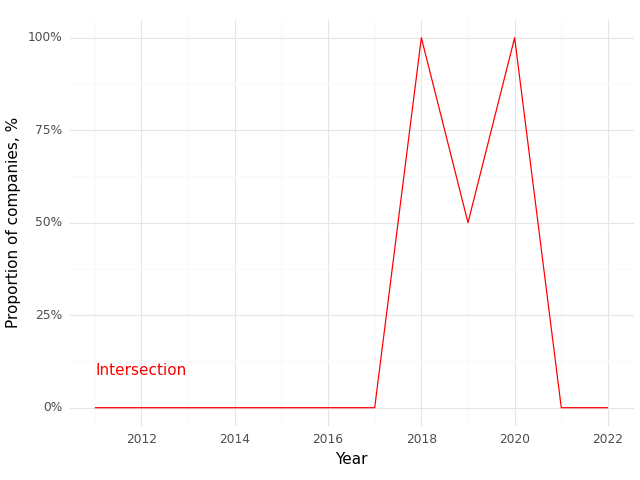 100%
75%
50%
25%
0%
Intersection
2012 2014 2016 2018 2020 2022
Year
Proportion of companies, %